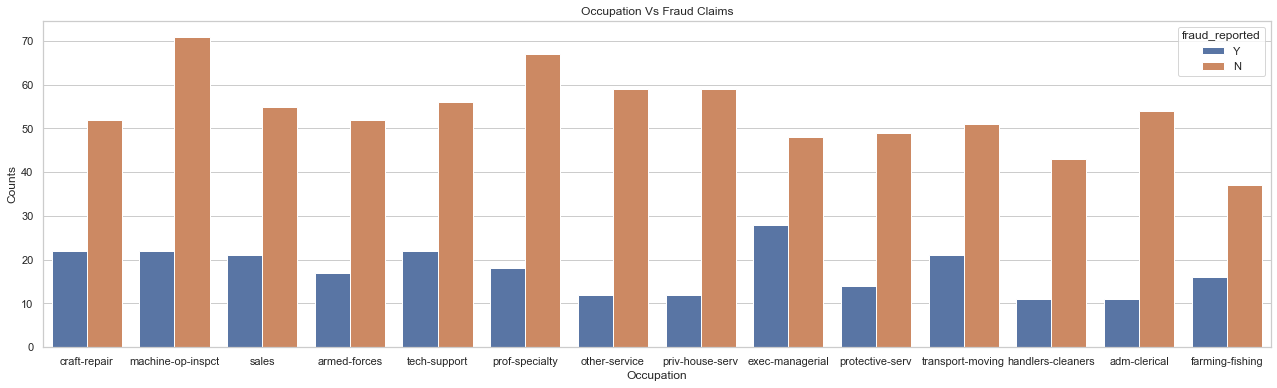 Occupation Vs Fraud Claims
fraud_reported
Y
N
70
60
50
40
30
20
10
0
Counts
craft-repair machine-op-inspct sales armed-forces tech-support prof-specialty other-service priv-house-serv exec-managerial protective-serv transport-moving handlers-cleaners adm-clerical farming-fishing
Occupation